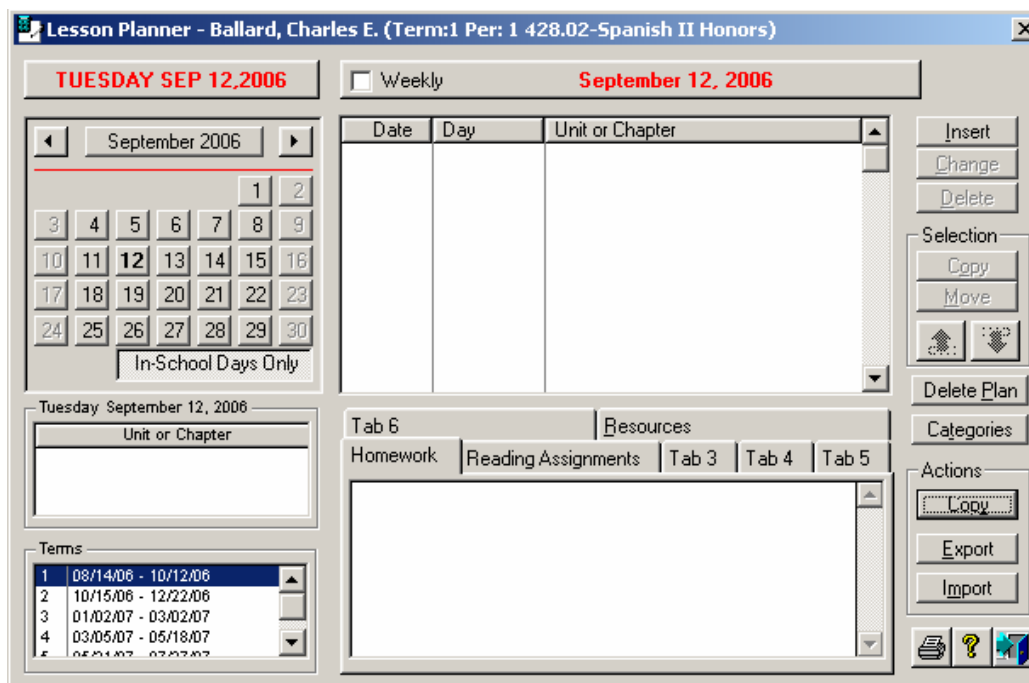 Lesson Planner - Ballard, Charles E. (Term:1 Per: 1 428.02-Spanish II Honors)
TUESDAY SEP 12,2006
Weekly September 12, 2006
September 2006
1 2
3 4 5 6 7 8 9
10 11 12 13 14 15 16
17 18 19 20 21 22 23
24 25 26 27 28 29 30
In-School Days Only
Tuesday September 12, 2006
Unit or Chapter
Terms
1 08/14/06 - 10/12/06
2 10/15/06 - 12/22/06
3 01/02/07 - 03/02/07
4 03/05/07 - 05/18/07
Date Day Unit or Chapter
Tab 6 Resources
Homework Reading Assignments Tab 3 Tab 4 Tab 5
Insert
Change
Delete
Selection
Copy
Move
Delete Plan
Categories
Actions
Copy
Export
Import